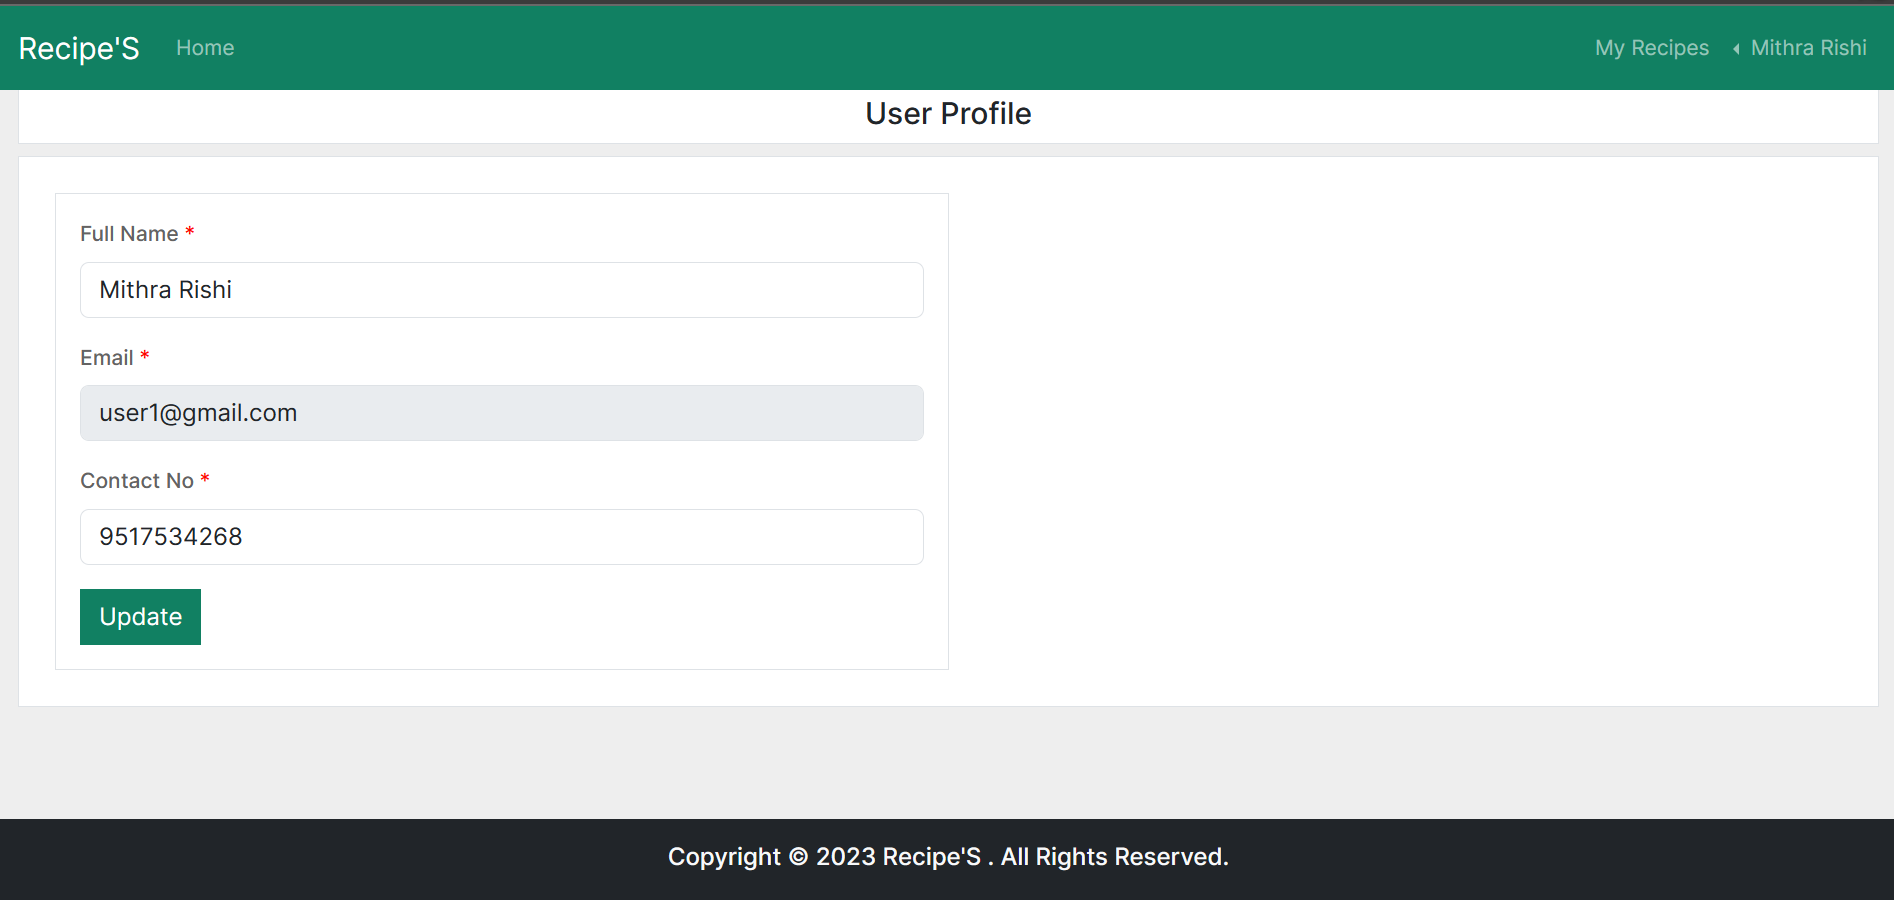 Recipe'S Home My Recipes Mithra Rishi
User Profile
Full Name *
Mithra Rishi
Email *
user1@gmail.com
Contact No *
9517534268
Update
Copyright © 2023 Recipe'S . All Rights Reserved.